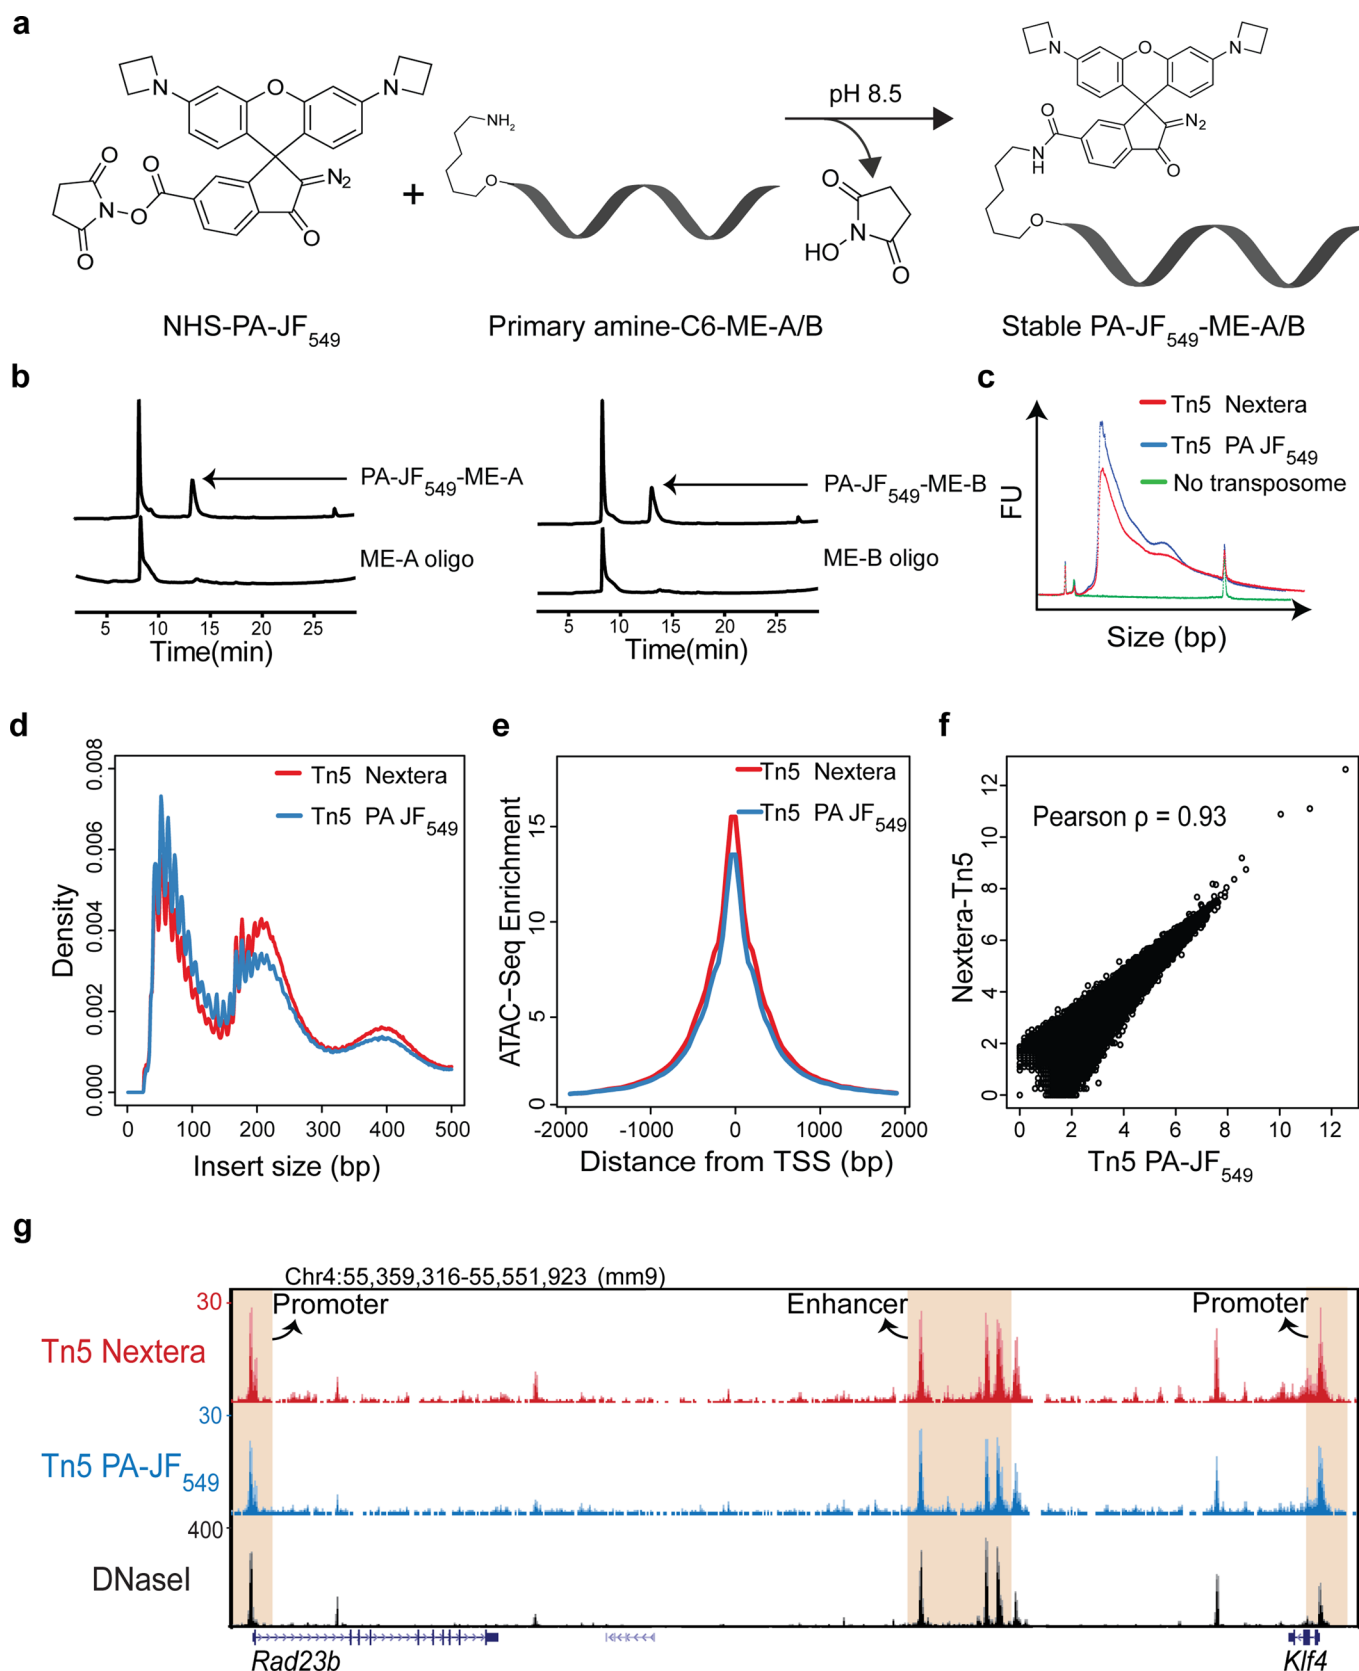 a
N
O
N
N
O
N₂
NH₂
O
O
O
N
O
O
O
+
pH 8.5
O
N
HO
O
N
O
N
O
N₂
N
H
O
O
NHS-PA-JF₅₄₉
Primary amine-C6-ME-A/B
Stable PA-JF₅₄₉-ME-A/B
b
PA-JF₅₄₉-ME-A
ME-A oligo
5 10 15 20 25
Time(min)
PA-JF₅₄₉-ME-B
ME-B oligo
5 10 15 20 25
Time(min)
c
Tn5 Nextera
Tn5 PA JF₅₄₉
No transposome
FU
Size (bp)
d
Tn5 Nextera
Tn5 PA JF₅₄₉
Density
0.008
0.006
0.004
0.002
0.000
0 100 200 300 400 500
Insert size (bp)
e
Tn5 Nextera
Tn5 PA JF₅₄₉
ATAC-Seq Enrichment
15
10
5
0
-2000 -1000 0 1000 2000
Distance from TSS (bp)
f
Pearson ρ = 0.93
Nextera-Tn5
12
10
8
6
4
2
0
0 2 4 6 8 10 12
Tn5 PA-JF₅₄₉
g
Chr4:55,359,316-55,551,923 (mm9)
30
Promoter
Enhancer
Promoter
Tn5 Nextera
30
Tn5 PA-JF₅₄₉
400
DNaseI
Rad23b
Klf4